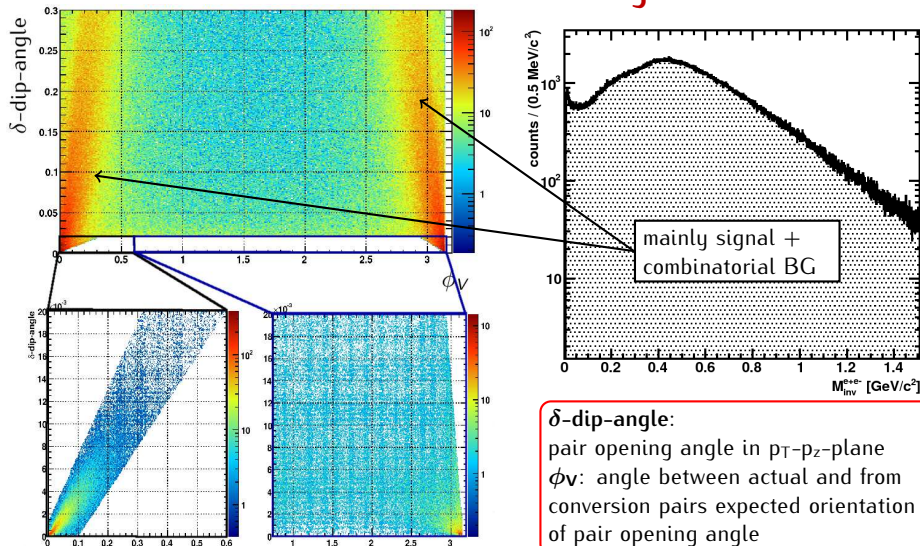 0.3
0.25
0.2
0.15
0.1
0.05
0
δ-dip-angle
0 0.5 1 1.5 2 2.5 3
ϕV
10²
10
1
counts / (0.5 MeV/c²)
10³
10²
10
0 0.2 0.4 0.6 0.8 1 1.2 1.4
M e+e- inv [GeV/c²]
mainly signal +
combinatorial BG
20
18
16
14
12
10
8
6
4
2
0
δ-dip-angle
0 0.1 0.2 0.3 0.4 0.5 0.6
10²
10
1
20
18
16
14
12
10
8
6
4
2
0
1 1.5 2 2.5 3
10
1
δ-dip-angle:
pair opening angle in pT-pz-plane
ϕV: angle between actual and from
conversion pairs expected orientation
of pair opening angle